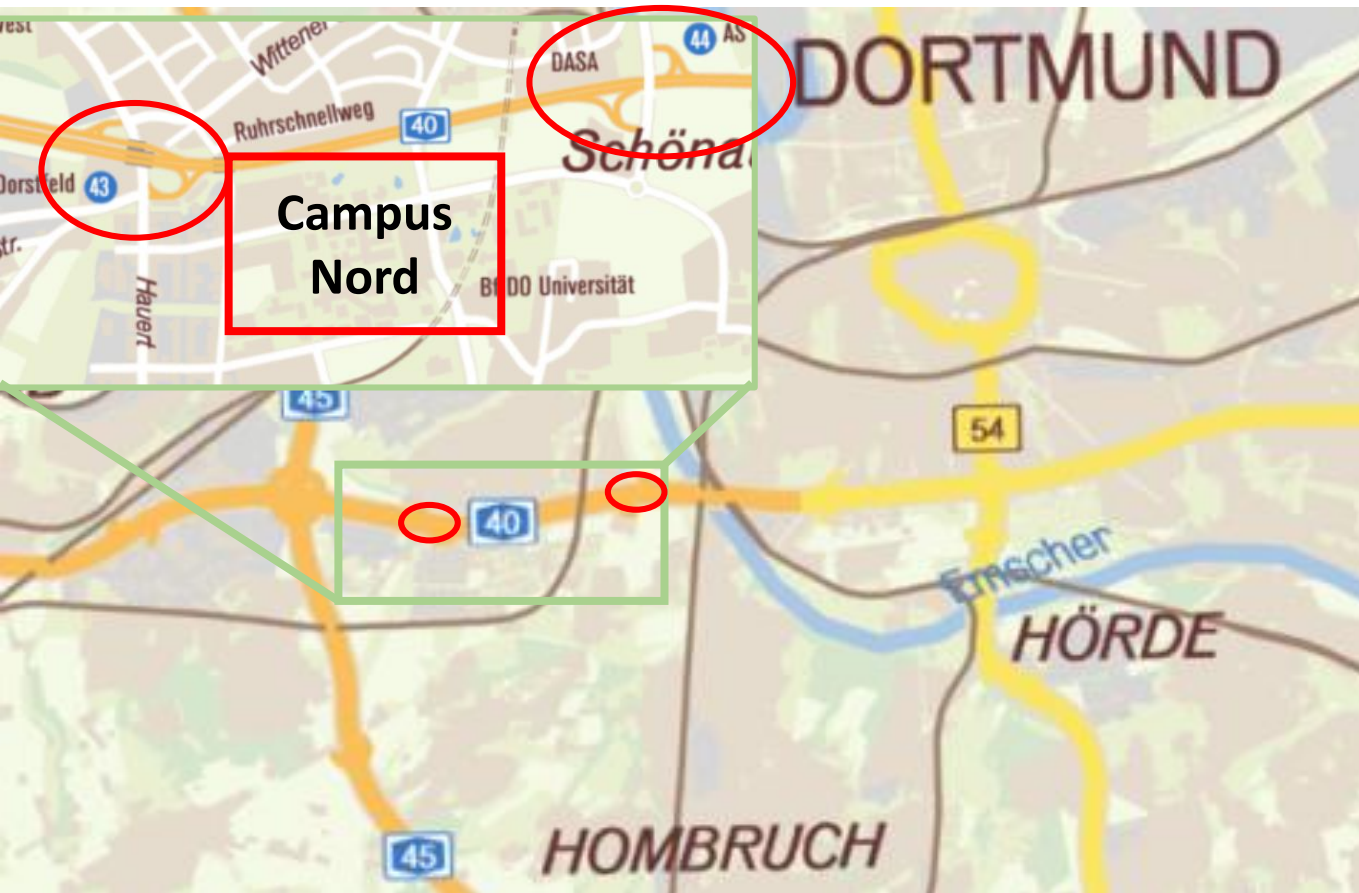 Wittener
DASA
44
AS
DORTMUND
Ruhrschnellweg
40
Dorstfeld
43
Campus
Nord
str.
Hauert
Bf DO Universität
45
54
40
Emscher
HÖRDE
45
HOMBRUCH